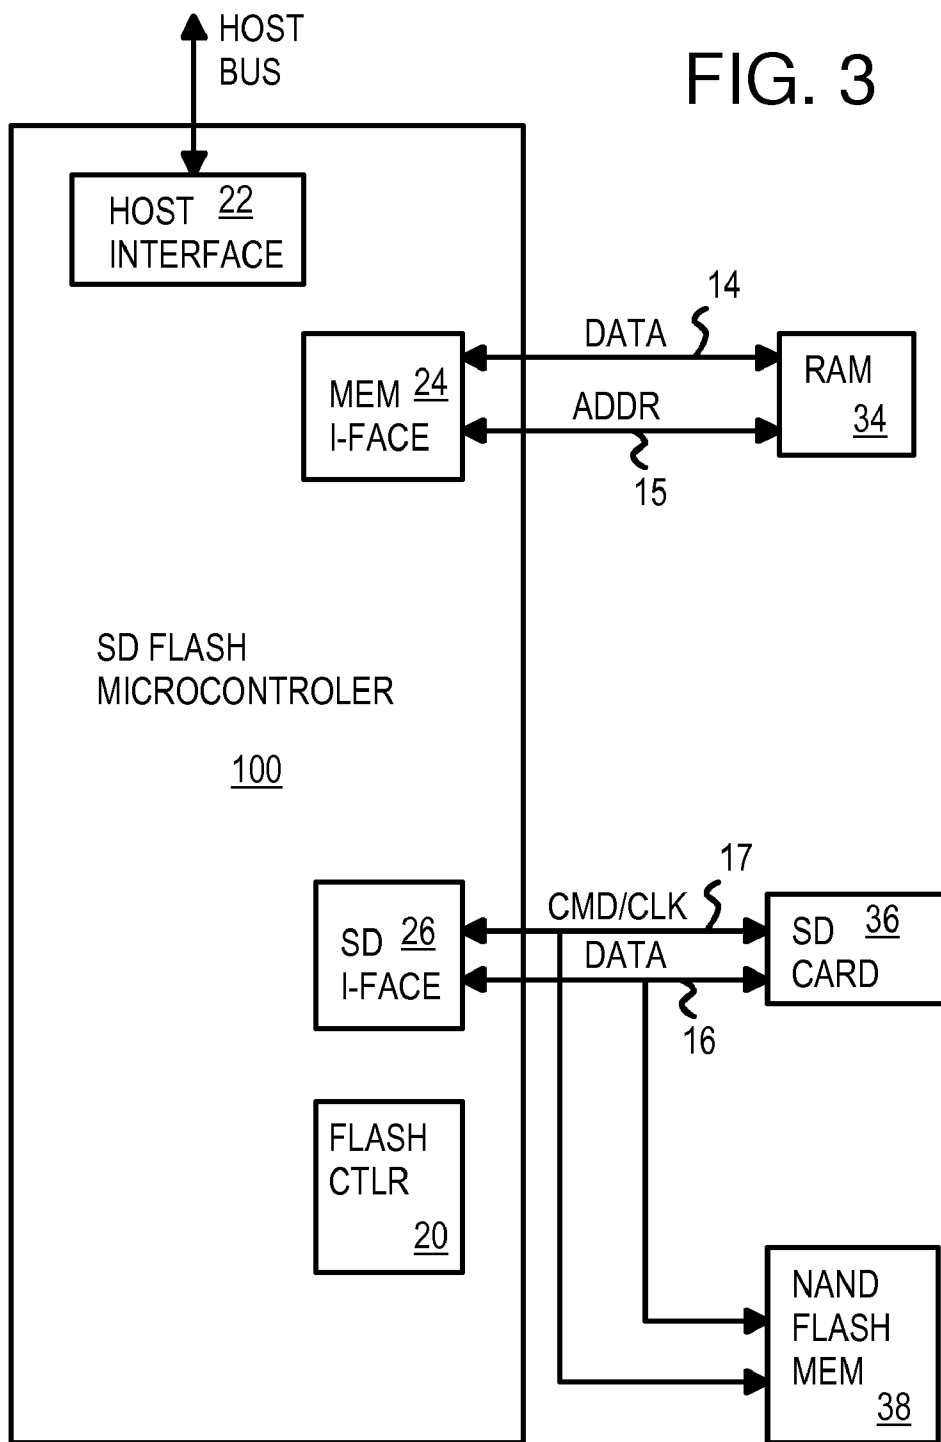 HOST
BUS
FIG. 3
HOST 22
INTERFACE
14
DATA
MEM 24
I-FACE
ADDR
15
RAM
34
SD FLASH
MICROCONTROLER
100
17
CMD/CLK
SD 26
I-FACE
DATA
16
SD 36
CARD
FLASH
CTLR
20
NAND
FLASH
MEM
38